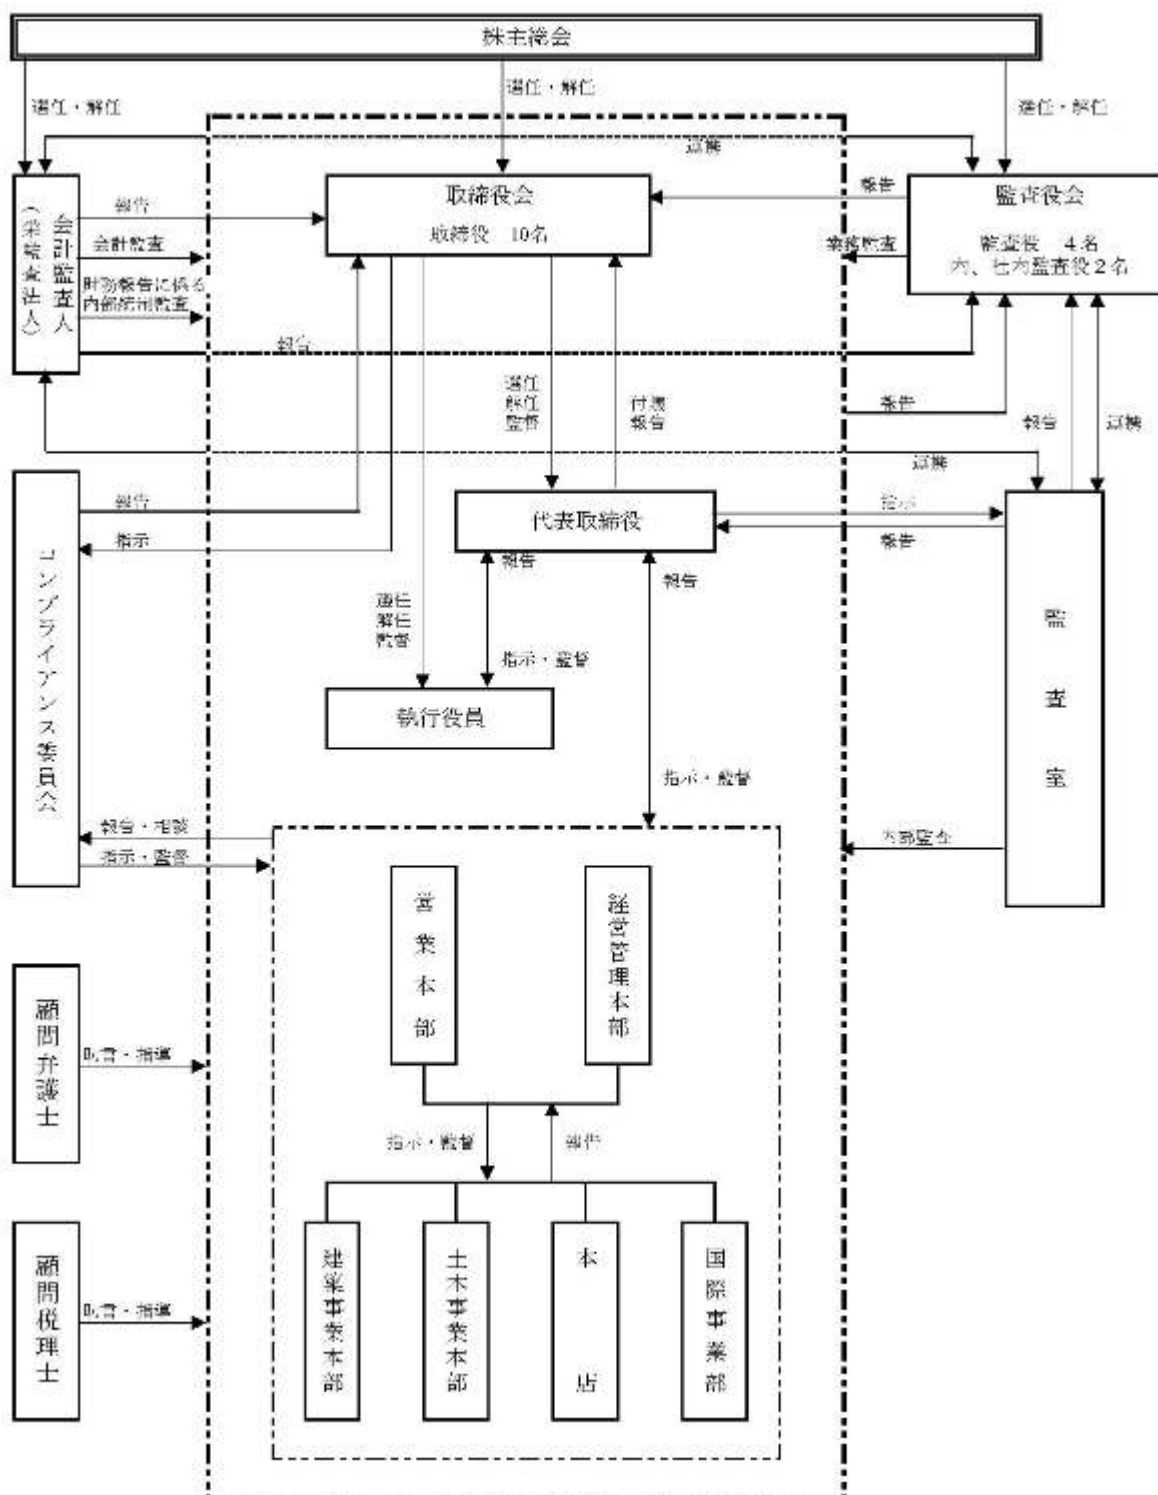 株主総会
選任・解任
選任・解任
選任・解任
連携
会計監査人
報告
会計監査
財務報告に係る
内部統制監査
取締役会
取締役 10名
報告
業務監査
監査役会
監査役 4名
内、社内監査役2名
報告
選任
解任
監督
付議
報告
報告
報告
連携
連携
コンプライアンス委員会
報告
指示
代表取締役
指示
報告
報告
報告
選任
解任
監督
指示・監督
執行役員
指示・監督
監査室
報告・相談
指示・監督
内部監査
営業本部
経営管理本部
顧問弁護士
助言・指導
指示・監督
報告
顧問税理士
助言・指導
建築事業本部
土木事業本部
本店
国際事業部